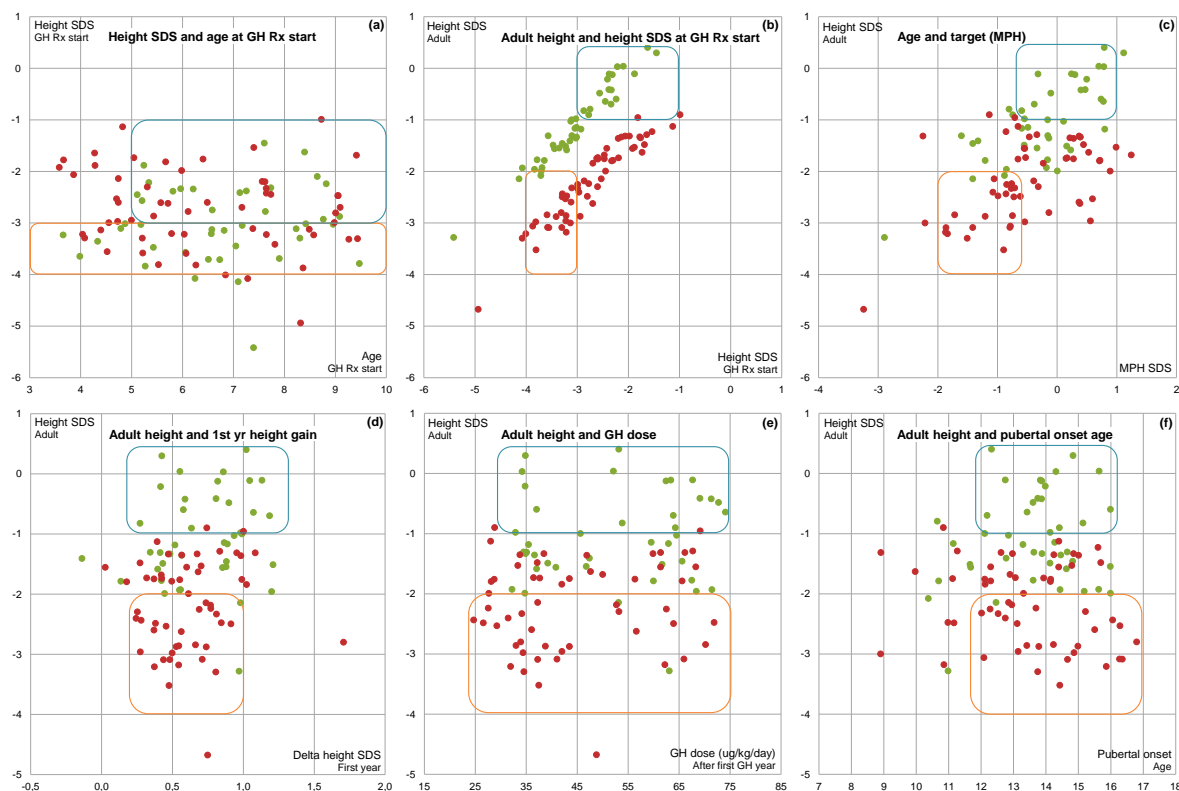 Height SDS
GH Rx start
Height SDS and age at GH Rx start
(a)
1
0
-1
-2
-3
-4
-5
-6
3 4 5 6 7 8 9 10
Age
GH Rx start
Height SDS
Adult
Adult height and height SDS at GH Rx start
(b)
1
0
-1
-2
-3
-4
-5
-6
-6 -5 -4 -3 -2 -1 0 1
Height SDS
GH Rx start
Height SDS
Adult
Age and target (MPH)
(c)
1
0
-1
-2
-3
-4
-5
-6
-4 -3 -2 -1 0 1 2
MPH SDS
Height SDS
Adult
Adult height and 1st yr height gain
(d)
1
0
-1
-2
-3
-4
-5
-0,5 0,0 0,5 1,0 1,5 2,0
Delta height SDS
First year
Height SDS
Adult
Adult height and GH dose
(e)
1
0
-1
-2
-3
-4
-5
15 25 35 45 55 65 75 85
GH dose (ug/kg/day)
After first GH year
Height SDS
Adult
Adult height and pubertal onset age
(f)
1
0
-1
-2
-3
-4
-5
7 8 9 10 11 12 13 14 15 16 17 18
Pubertal onset
Age